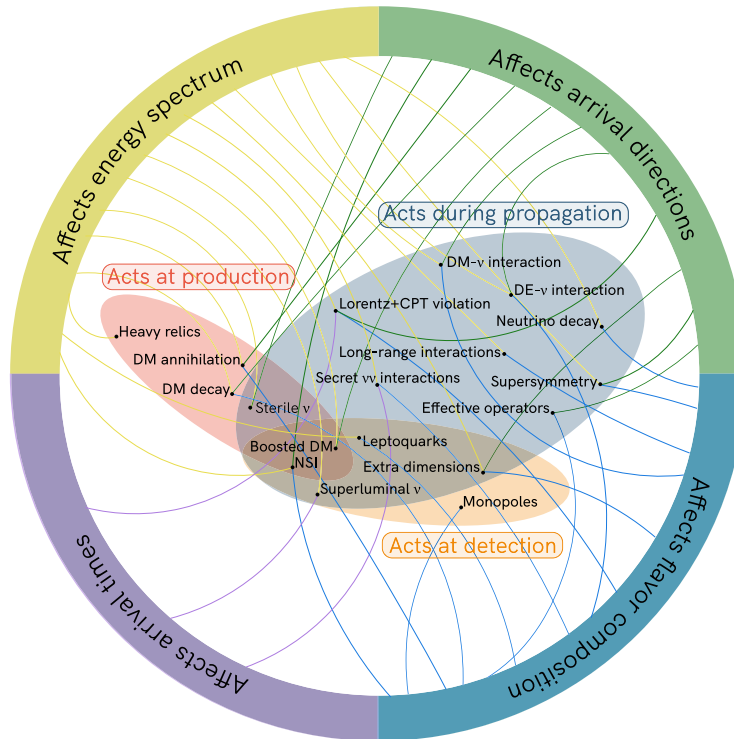 Affects energy spectrum
Affects arrival directions
Acts during propagation
DM-ν interaction
Acts at production
DE-ν interaction
Lorentz+CPT violation
Neutrino decay
Heavy relics
Long-range interactions
DM annihilation
Secret νν interactions
Supersymmetry
DM decay
Sterile ν
Effective operators
Leptoquarks
Boosted DM
NSI
Extra dimensions
Superluminal ν
Monopoles
Acts at detection
Affects arrival times
Affects flavor composition